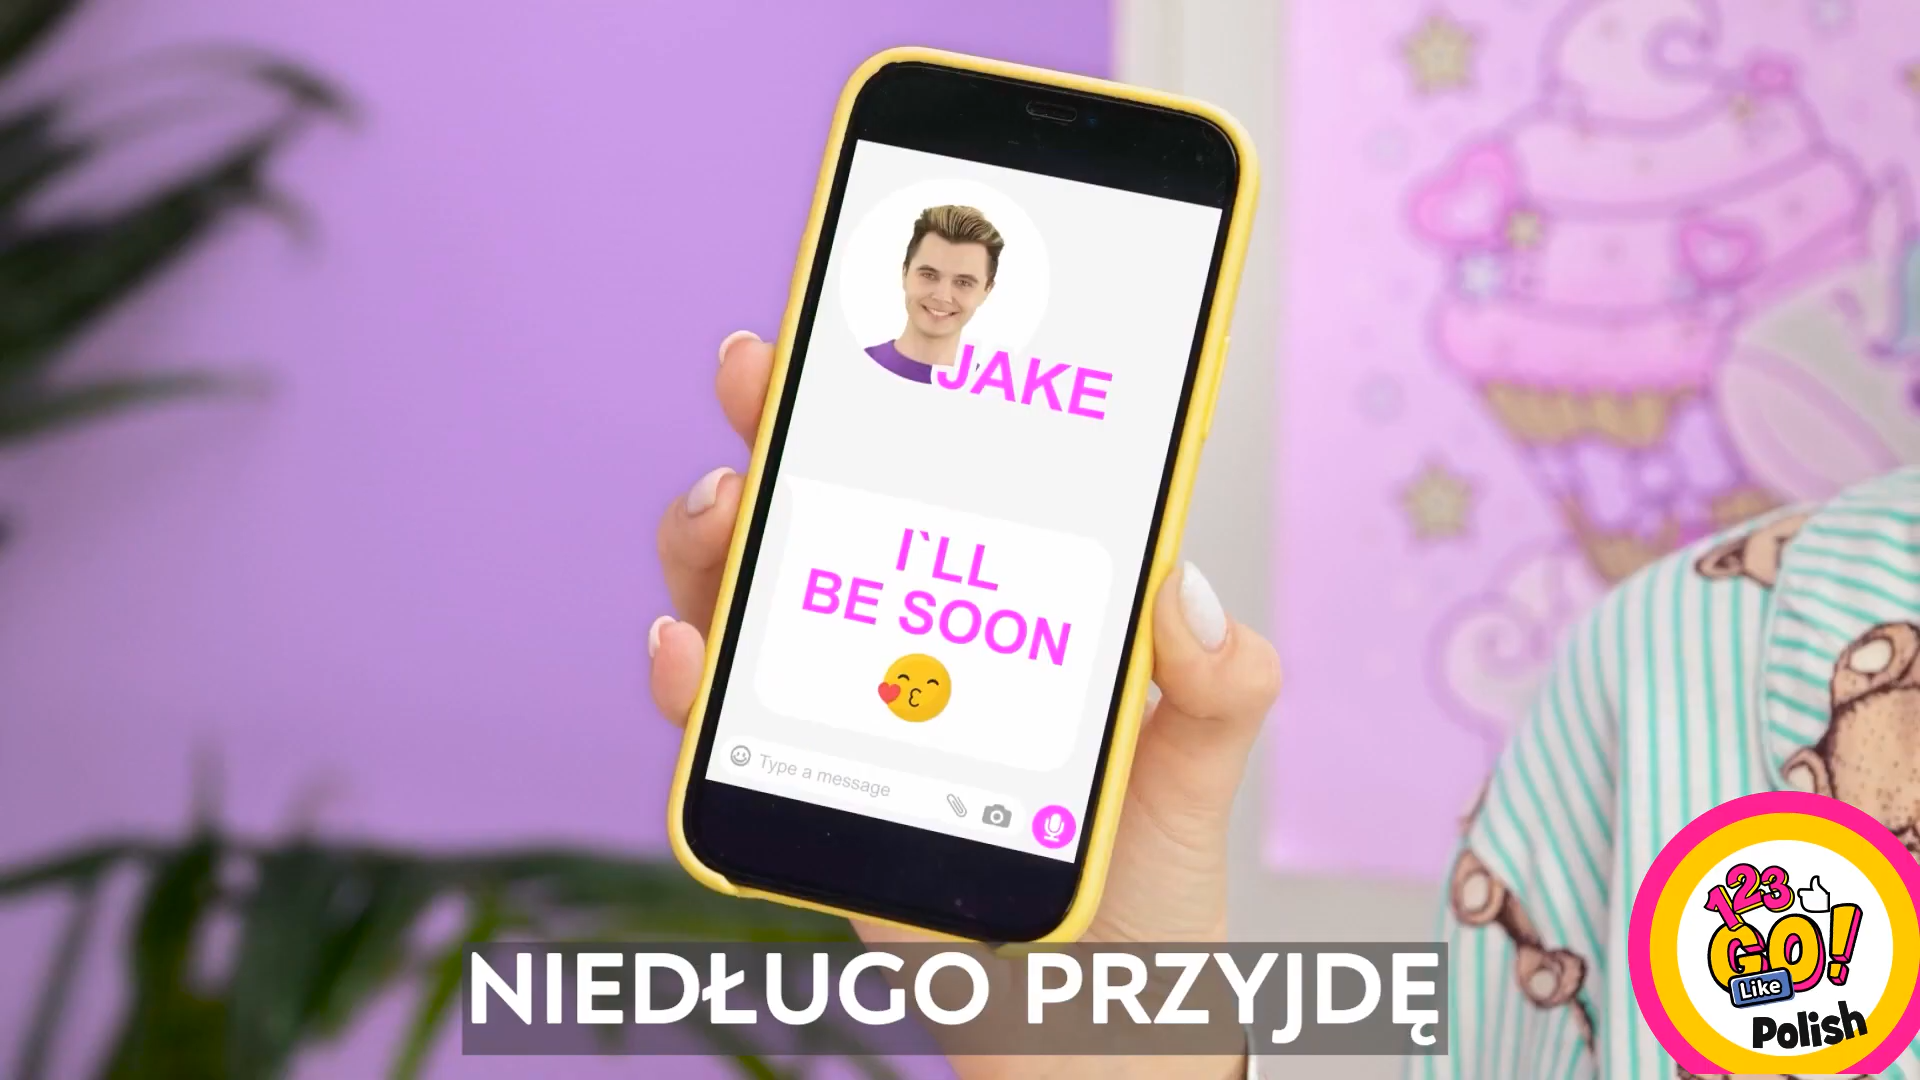 JAKE
I`LL
BE SOON
Type a message
NIEDŁUGO PRZYJDĘ
123
GO!
Like
Polish